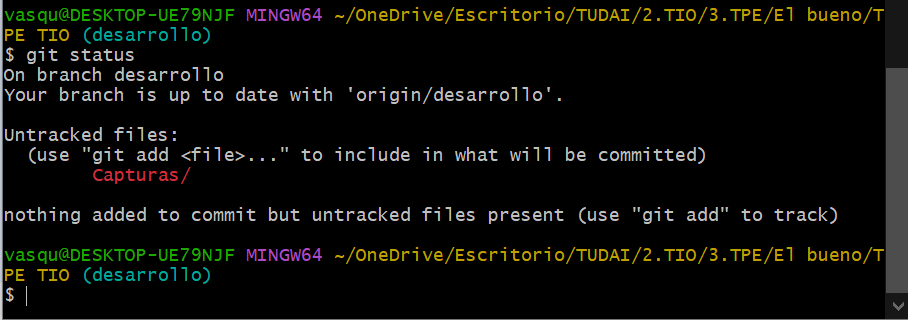 vasqu@DESKTOP-UE79NJF MINGW64 ~/OneDrive/Escritorio/TUDAI/2.TIO/3.TPE/El bueno/T
PE TIO (desarrollo)
$ git status
On branch desarrollo
Your branch is up to date with 'origin/desarrollo'.

Untracked files:
  (use "git add <file>..." to include in what will be committed)
        Capturas/

nothing added to commit but untracked files present (use "git add" to track)

vasqu@DESKTOP-UE79NJF MINGW64 ~/OneDrive/Escritorio/TUDAI/2.TIO/3.TPE/El bueno/T
PE TIO (desarrollo)
$